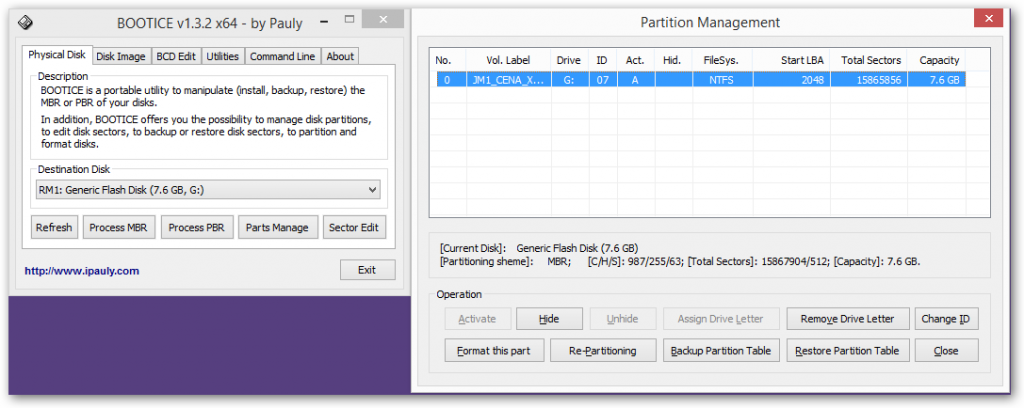 BOOTICE v1.3.2 x64 - by Pauly
Physical Disk Disk Image BCD Edit Utilities Command Line About
Description
BOOTICE is a portable utility to manipulate (install, backup, restore) the
MBR or PBR of your disks.
In addition, BOOTICE offers you the possibility to manage disk partitions,
to edit disk sectors, to backup or restore disk sectors, to partition and
format disks.
Destination Disk
RM1: Generic Flash Disk (7.6 GB, G:)
Refresh Process MBR Process PBR Parts Manage Sector Edit
http://www.ipauly.com Exit
Partition Management
No. Vol. Label Drive ID Act. Hid. FileSys. Start LBA Total Sectors Capacity
0 JM1_CENA_X... G: 07 A NTFS 2048 15865856 7.6 GB
[Current Disk]: Generic Flash Disk (7.6 GB)
[Partitioning sheme]: MBR; [C/H/S]: 987/255/63; [Total Sectors]: 15867904/512; [Capacity]: 7.6 GB.
Operation
Activate Hide Unhide Assign Drive Letter Remove Drive Letter Change ID
Format this part Re-Partitioning Backup Partition Table Restore Partition Table Close